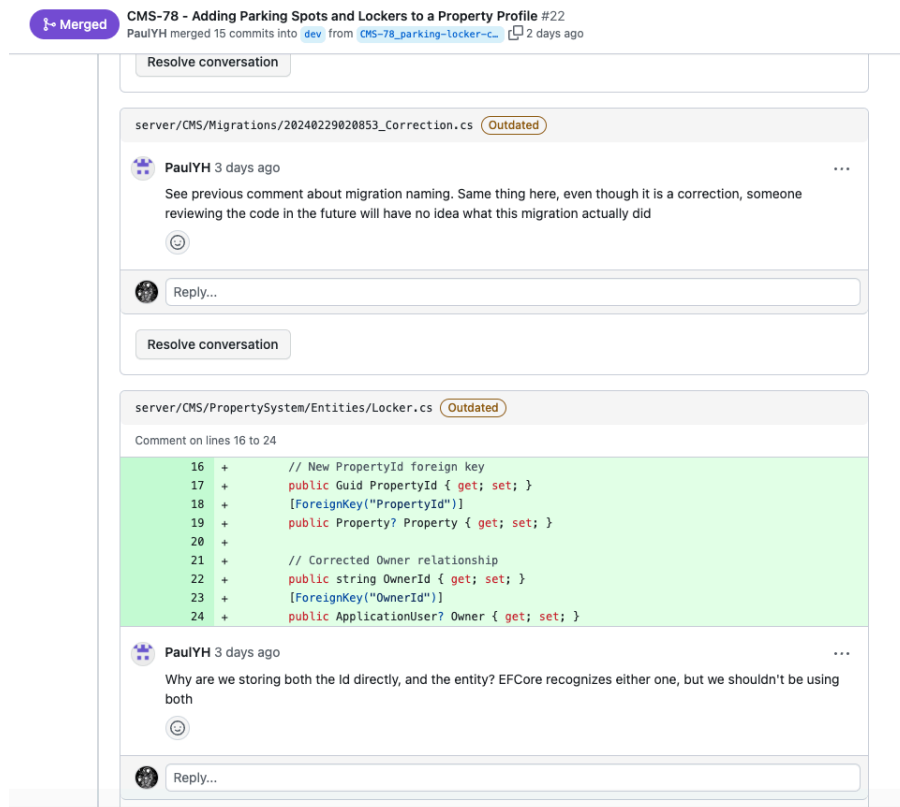 Merged
CMS-78 - Adding Parking Spots and Lockers to a Property Profile #22
PaulYH merged 15 commits into dev from CMS-78_parking-locker-c… 2 days ago
Resolve conversation
server/CMS/Migrations/20240229020853_Correction.cs Outdated
PaulYH 3 days ago
See previous comment about migration naming. Same thing here, even though it is a correction, someone
reviewing the code in the future will have no idea what this migration actually did
Reply...
Resolve conversation
server/CMS/PropertySystem/Entities/Locker.cs Outdated
Comment on lines 16 to 24
16 + // New PropertyId foreign key
17 + public Guid PropertyId { get; set; }
18 + [ForeignKey("PropertyId")]
19 + public Property? Property { get; set; }
20 +
21 + // Corrected Owner relationship
22 + public string OwnerId { get; set; }
23 + [ForeignKey("OwnerId")]
24 + public ApplicationUser? Owner { get; set; }
PaulYH 3 days ago
Why are we storing both the Id directly, and the entity? EFCore recognizes either one, but we shouldn't be using
both
Reply...